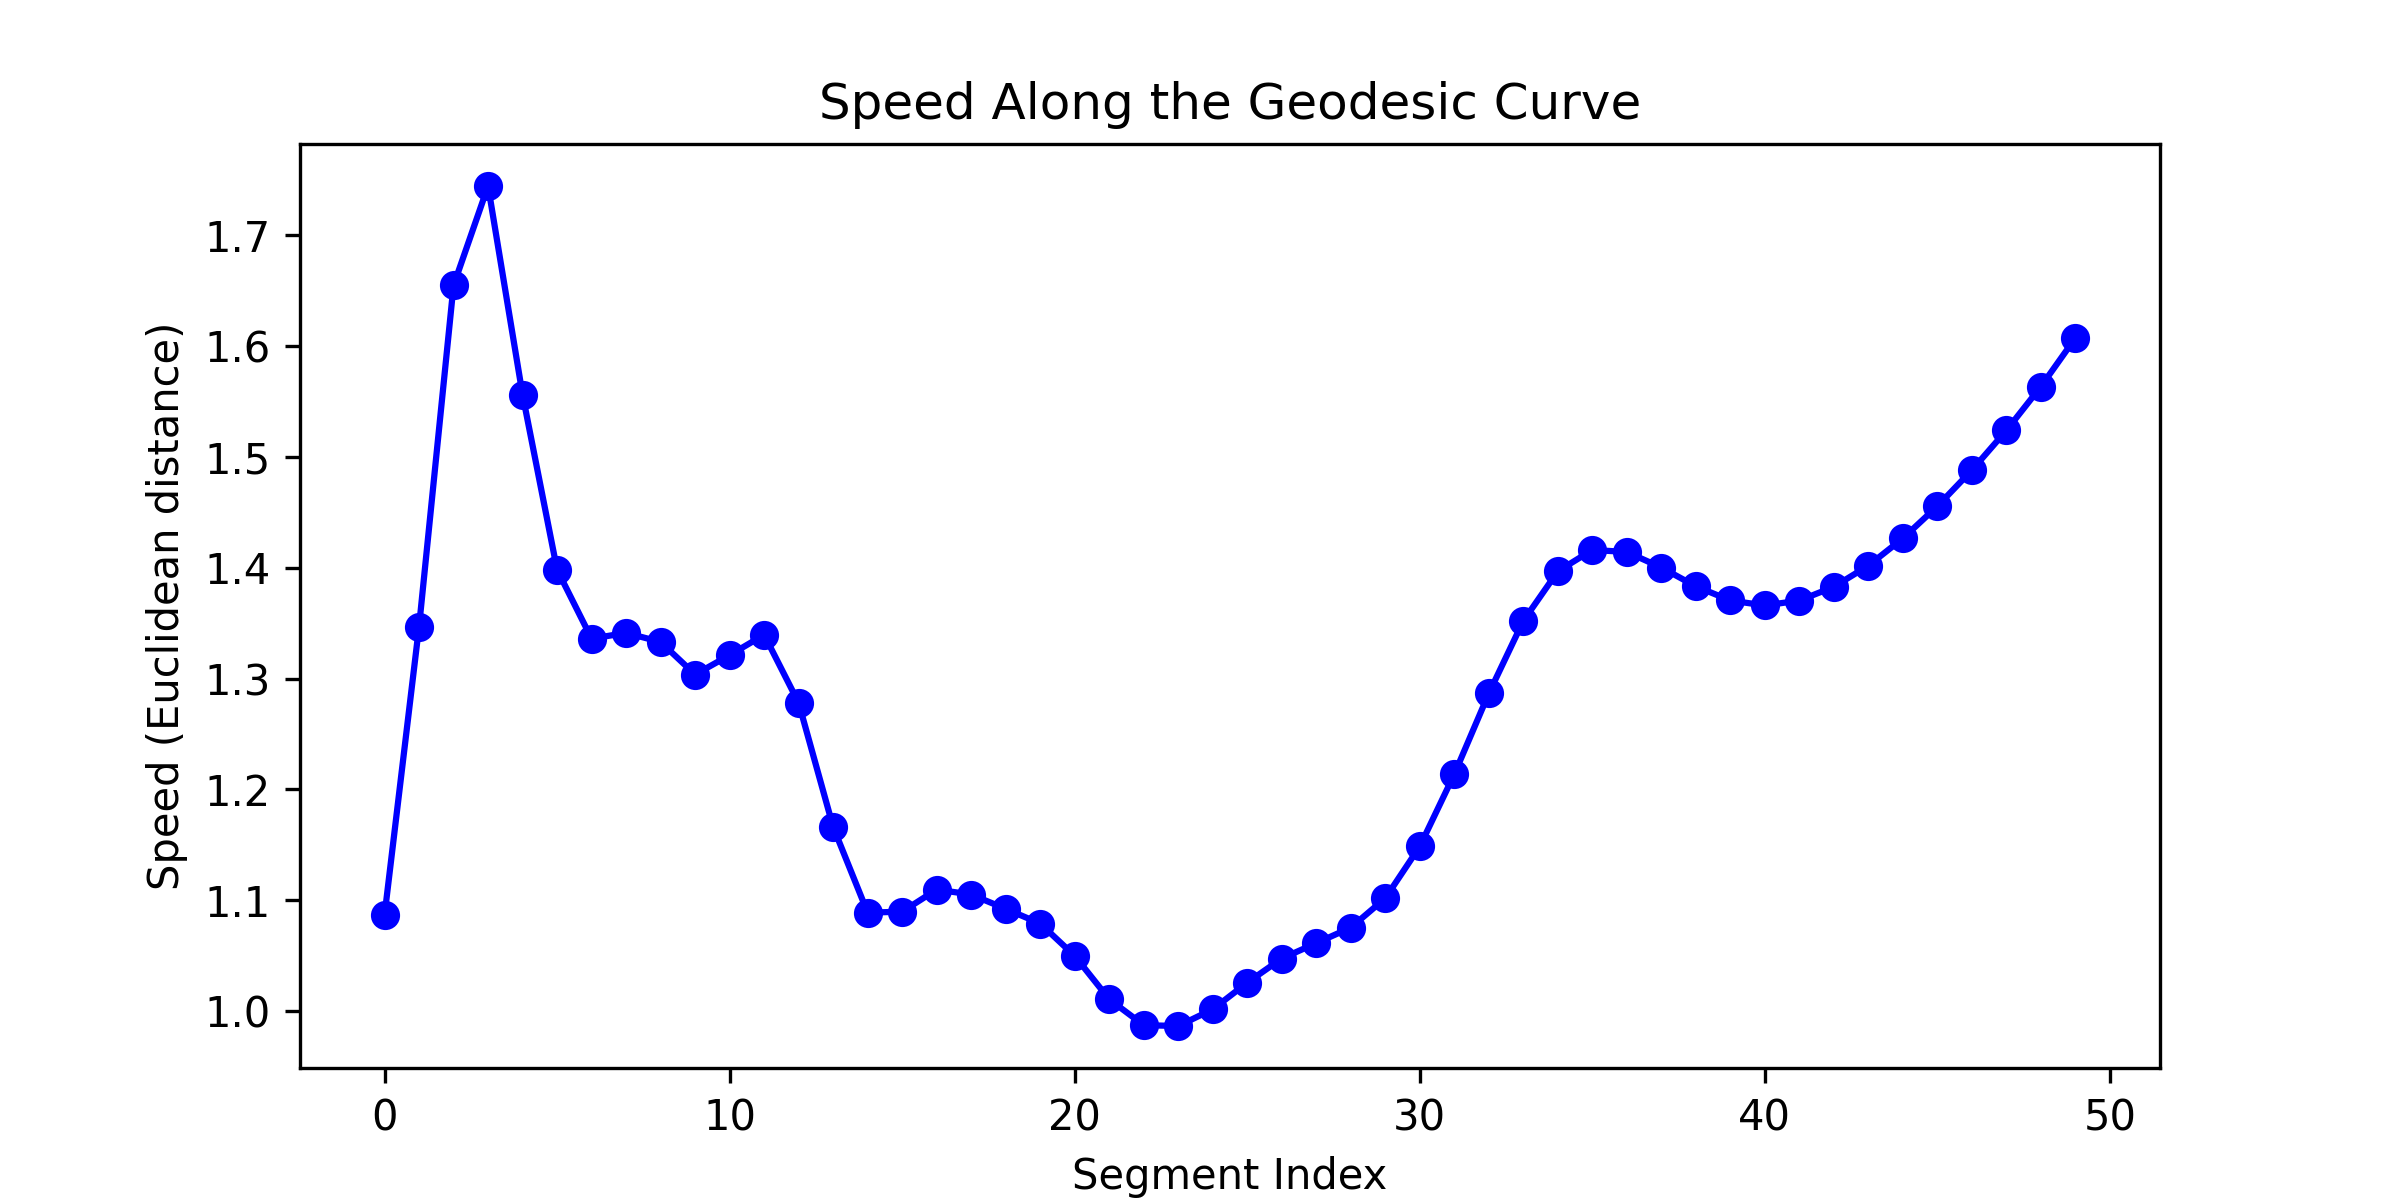 Speed Along the Geodesic Curve
Speed (Euclidean distance)
1.7
1.6
1.5
1.4
1.3
1.2
1.1
1.0
0 10 20 30 40 50
Segment Index